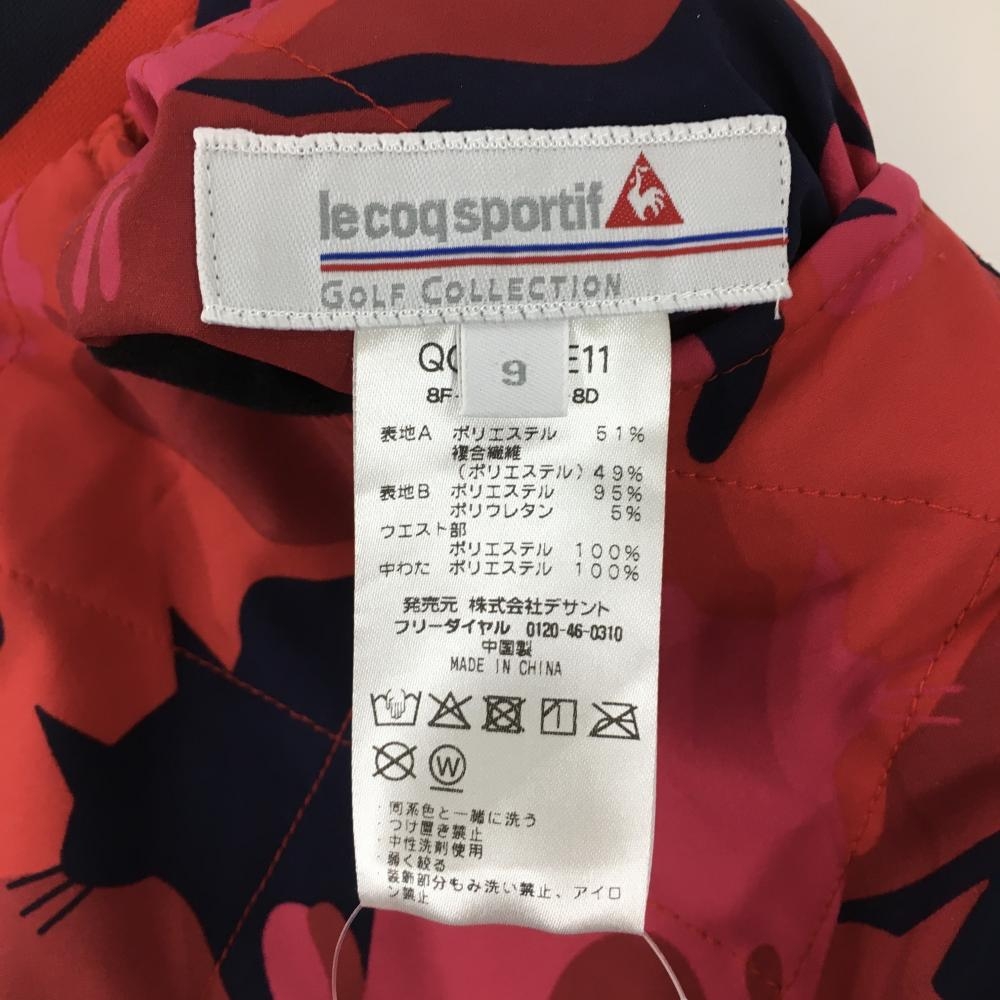 le coq sportif
GOLF COLLECTION
9
E11
8F- -8D
表地A ポリエステル 51%
複合繊維
(ポリエステル) 49%
表地B ポリエステル 95%
ポリウレタン 5%
ウエスト部
ポリエステル 100%
中わた ポリエステル 100%
発売元 株式会社デサント
フリーダイヤル 0120-46-0310
中国製
MADE IN CHINA
W
・同系色と一緒に洗う
・つけ置き禁止
・中性洗剤使用
・弱く絞る
・装飾部分もみ洗い禁止、アイロ
ン禁止